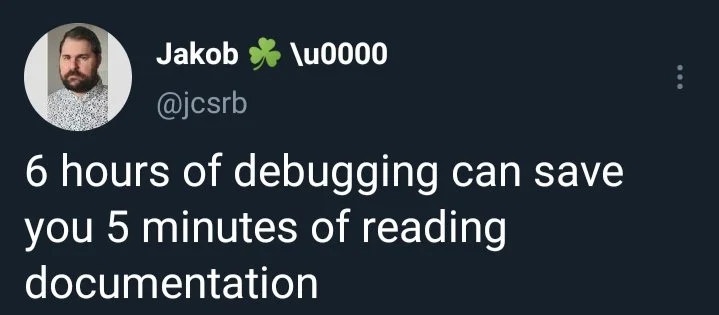 Jakob ☘️ \u0000
@jcsrb
6 hours of debugging can save
you 5 minutes of reading
documentation